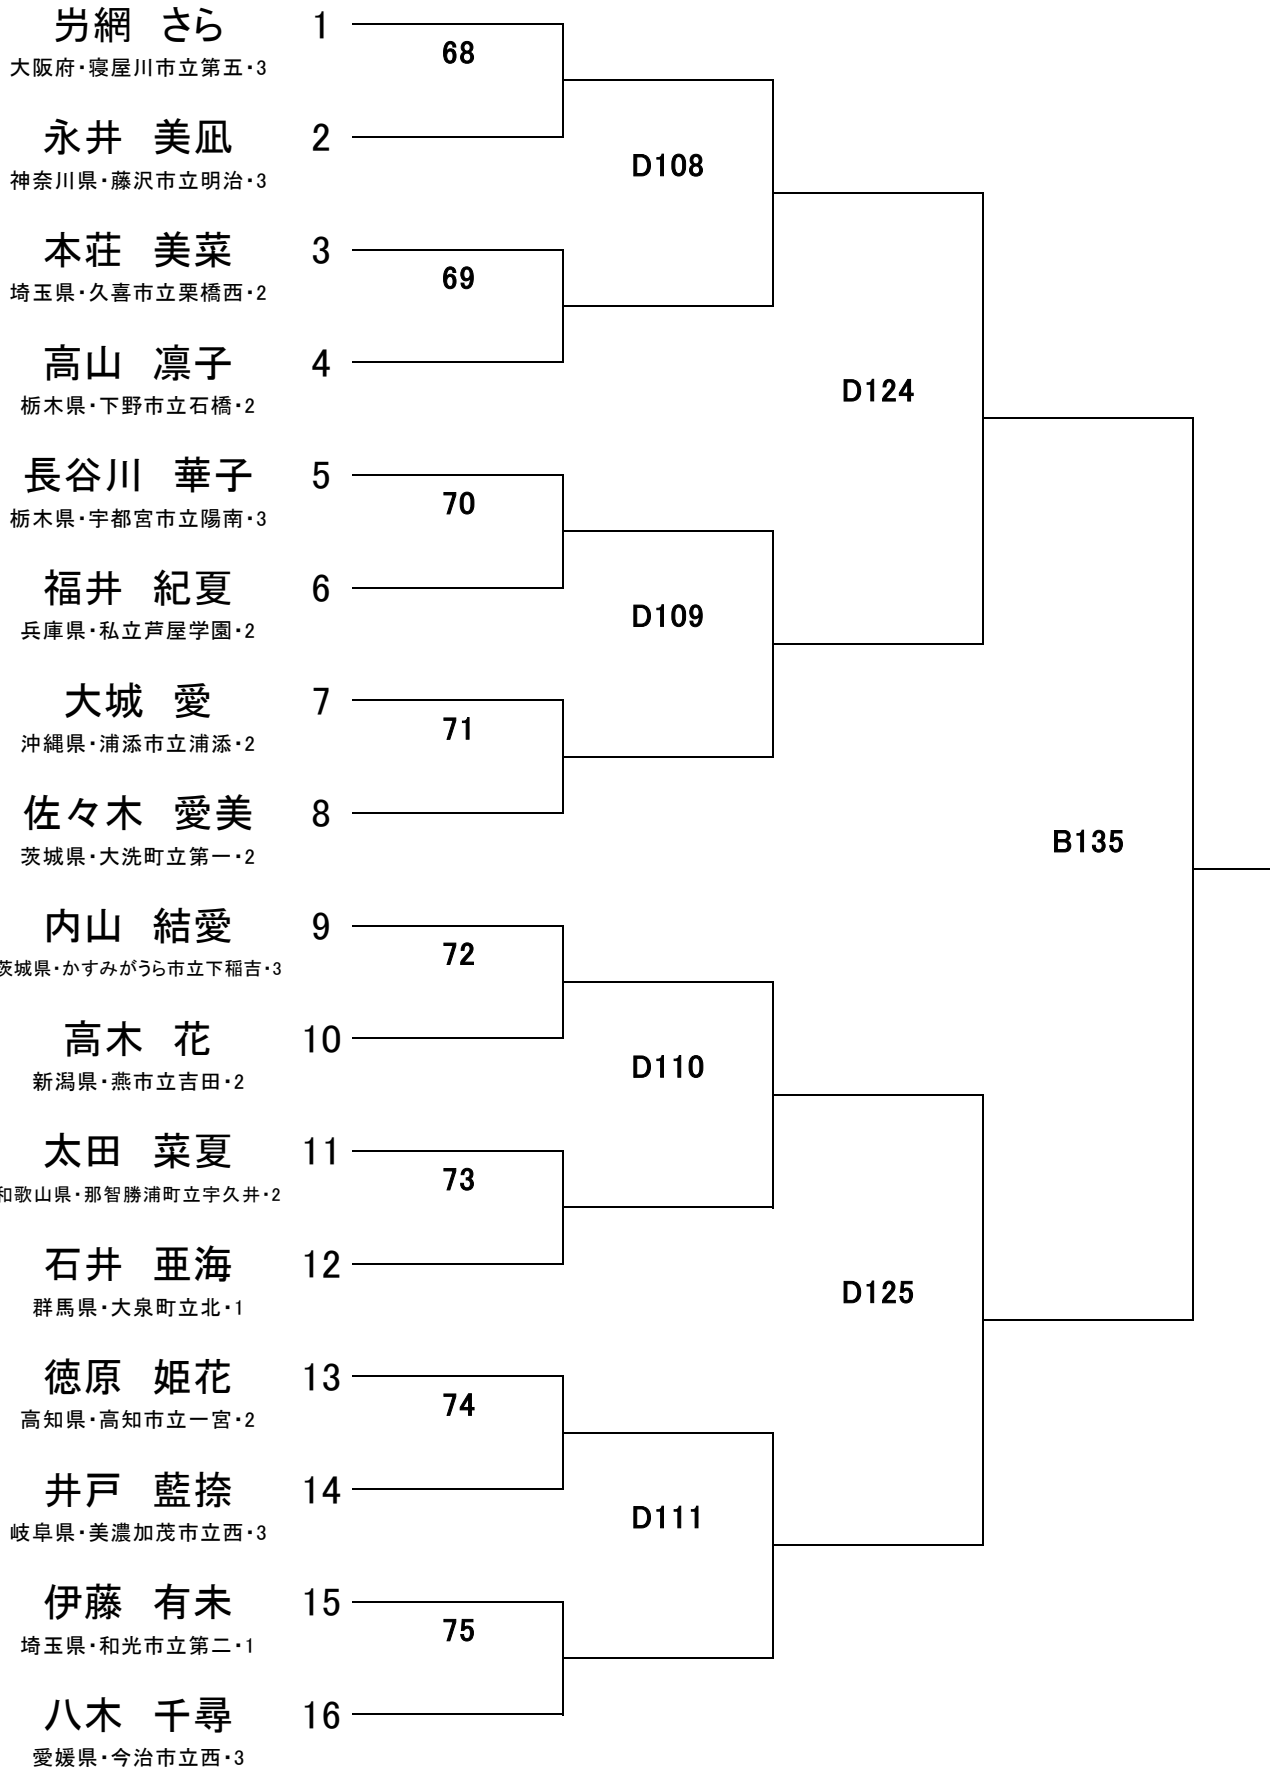 屶網 さら 1
大阪府・寝屋川市立第五・3
68
永井 美凪 2
神奈川県・藤沢市立明治・3
D108
本荘 美菜 3
埼玉県・久喜市立栗橋西・2
69
高山 凛子 4
栃木県・下野市立石橋・2
D124
長谷川 華子 5
栃木県・宇都宮市立陽南・3
70
福井 紀夏 6
兵庫県・私立芦屋学園・2
D109
大城 愛 7
沖縄県・浦添市立浦添・2
71
佐々木 愛美 8
茨城県・大洗町立第一・2
B135
内山 結愛 9
茨城県・かすみがうら市立下稲吉・3
72
高木 花 10
新潟県・燕市立吉田・2
D110
太田 菜夏 11
和歌山県・那智勝浦町立宇久井・2
73
石井 亜海 12
群馬県・大泉町立北・1
D125
徳原 姫花 13
高知県・高知市立一宮・2
74
井戸 藍捺 14
岐阜県・美濃加茂市立西・3
D111
伊藤 有未 15
埼玉県・和光市立第二・1
75
八木 千尋 16
愛媛県・今治市立西・3